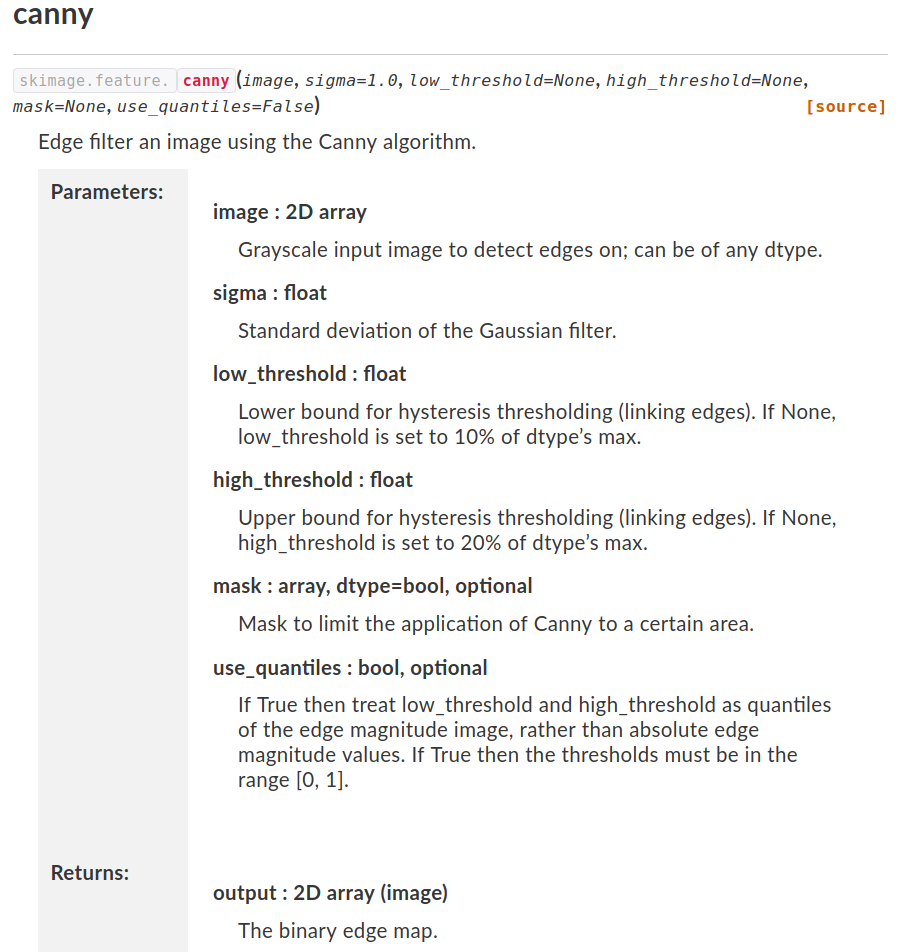 canny
skimage.feature. canny(image, sigma=1.0, low_threshold=None, high_threshold=None,
mask=None, use_quantiles=False) [source]
Edge filter an image using the Canny algorithm.
Parameters:
image : 2D array
Grayscale input image to detect edges on; can be of any dtype.
sigma : float
Standard deviation of the Gaussian filter.
low_threshold : float
Lower bound for hysteresis thresholding (linking edges). If None,
low_threshold is set to 10% of dtype’s max.
high_threshold : float
Upper bound for hysteresis thresholding (linking edges). If None,
high_threshold is set to 20% of dtype’s max.
mask : array, dtype=bool, optional
Mask to limit the application of Canny to a certain area.
use_quantiles : bool, optional
If True then treat low_threshold and high_threshold as quantiles
of the edge magnitude image, rather than absolute edge
magnitude values. If True then the thresholds must be in the
range [0, 1].
Returns:
output : 2D array (image)
The binary edge map.